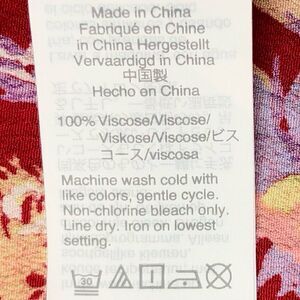 Made in China
Fabriqué en Chine
in China Hergestellt
Vervaardigd in China
中国製
Hecho en China
100% Viscose/Viscose/
Viskose/Viscose/ビス
コース/viscosa
Machine wash cold with
like colors, gentle cycle.
Non-chlorine bleach only.
Line dry. Iron on lowest
setting.
30